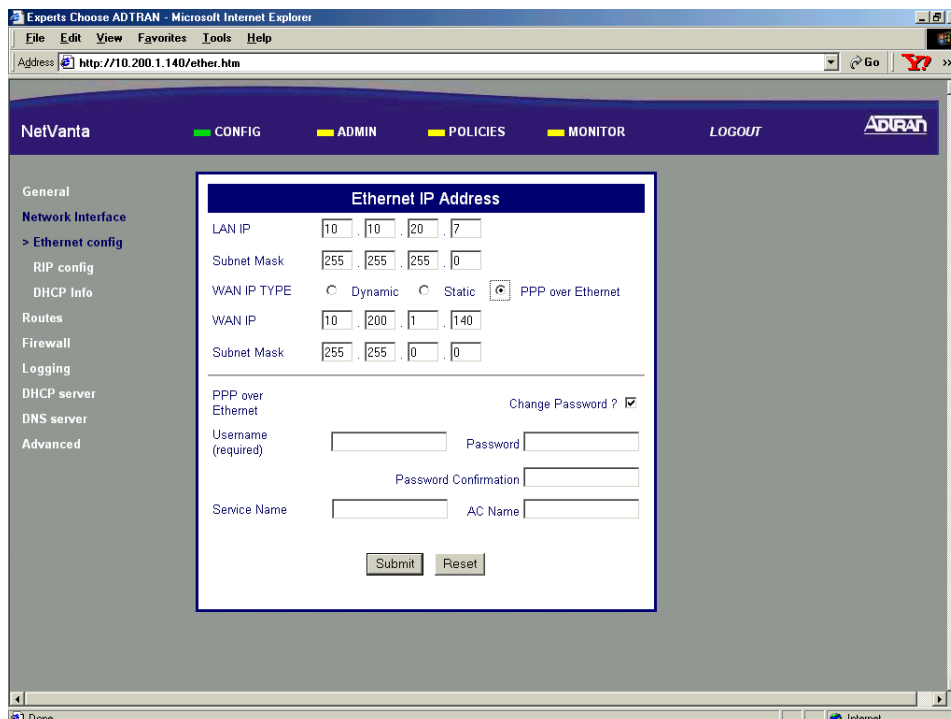 Experts Choose ADTRAN - Microsoft Internet Explorer
File Edit View Favorites Tools Help
Address http://10.200.1.140/ether.htm Go Y! »
NetVanta CONFIG ADMIN POLICIES MONITOR LOGOUT ADTRAN
General
Network Interface
> Ethernet config
RIP config
DHCP Info
Routes
Firewall
Logging
DHCP server
DNS server
Advanced
Ethernet IP Address
LAN IP 10 . 10 . 20 . 7
Subnet Mask 255 . 255 . 255 . 0
WAN IP TYPE Dynamic Static PPP over Ethernet
WAN IP 10 . 200 . 1 . 140
Subnet Mask 255 . 255 . 0 . 0
PPP over
Ethernet
Change Password ?
Username
(required)
Password
Password Confirmation
Service Name AC Name
Submit Reset
Done Internet